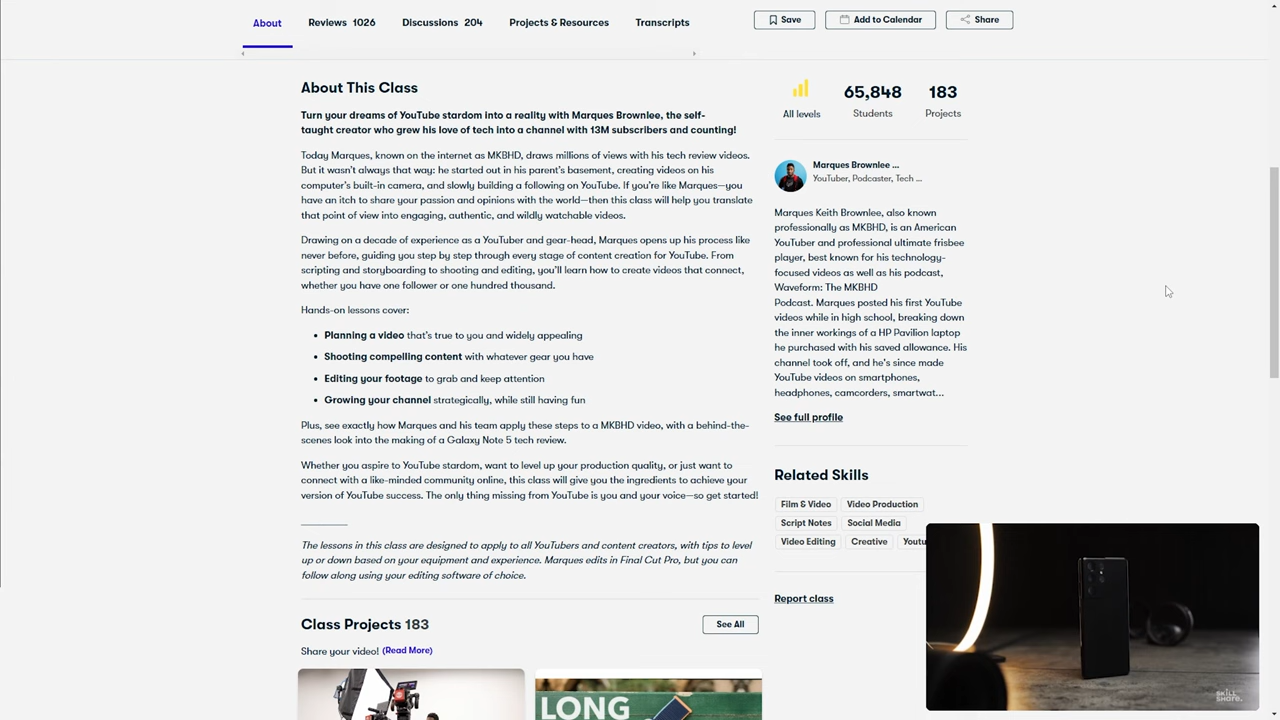 About
Reviews 1026
Discussions 204
Projects & Resources
Transcripts
Save
Add to Calendar
Share
About This Class
Turn your dreams of YouTube stardom into a reality with Marques Brownlee, the self-
taught creator who grew his love of tech into a channel with 13M subscribers and counting!
Today Marques, known on the internet as MKBHD, draws millions of views with his tech review videos.
But it wasn't always that way: he started out in his parent's basement, creating videos on his
computer's built-in camera, and slowly building a following on YouTube. If you're like Marques—you
have an itch to share your passion and opinions with the world—then this class will help you translate
that point of view into engaging, authentic, and wildly watchable videos.
Drawing on a decade of experience as a YouTuber and gear-head, Marques opens up his process like
never before, guiding you step by step through every stage of content creation for YouTube. From
scripting and storyboarding to shooting and editing, you'll learn how to create videos that connect,
whether you have one follower or one hundred thousand.
Hands-on lessons cover:
• Planning a video that's true to you and widely appealing
• Shooting compelling content with whatever gear you have
• Editing your footage to grab and keep attention
• Growing your channel strategically, while still having fun
Plus, see exactly how Marques and his team apply these steps to a MKBHD video, with a behind-the-
scenes look into the making of a Galaxy Note 5 tech review.
Whether you aspire to YouTube stardom, want to level up your production quality, or just want to
connect with a like-minded community online, this class will give you the ingredients to achieve your
version of YouTube success. The only thing missing from YouTube is you and your voice—so get started!
The lessons in this class are designed to apply to all YouTubers and content creators, with tips to level
up or down based on your equipment and experience. Marques edits in Final Cut Pro, but you can
follow along using your editing software of choice.
Class Projects 183
See All
Share your video! (Read More)
LONG
All levels
65,848
Students
183
Projects
Marques Brownlee ...
YouTuber, Podcaster, Tech ...
Marques Keith Brownlee, also known
professionally as MKBHD, is an American
YouTuber and professional ultimate frisbee
player, best known for his technology-
focused videos as well as his podcast,
Waveform: The MKBHD
Podcast. Marques posted his first YouTube
videos while in high school, breaking down
the inner workings of a HP Pavilion laptop
he purchased with his saved allowance. His
channel took off, and he's since made
YouTube videos on smartphones,
headphones, camcorders, smartwat...
See full profile
Related Skills
Film & Video
Video Production
Script Notes
Social Media
Video Editing
Creative
Youtu
Report class
SKILL
SHARE.